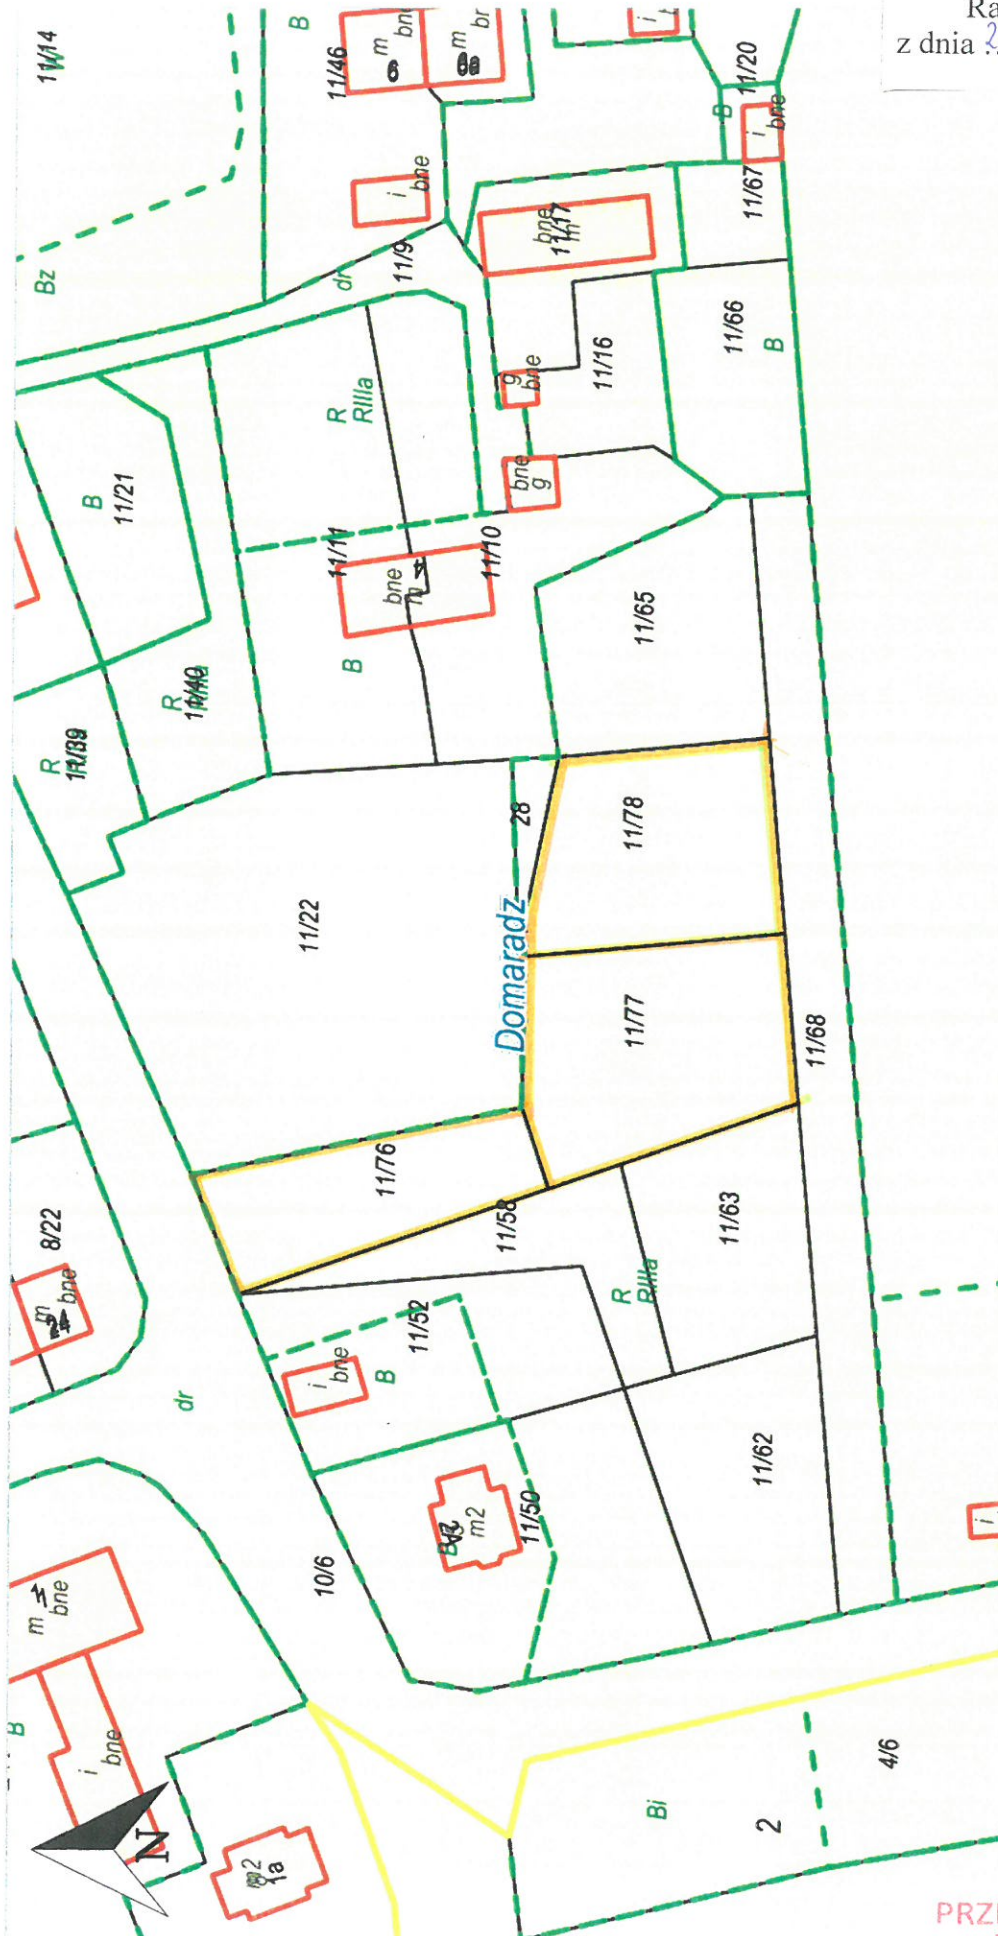 Ra
z dnia
11/14
B
11/46
m
bne
6
m
br
i
11/20
B
i
bne
11/67
i
bne
bne
11/17
m
11/9
dr
Bz
11/66
B
11/16
g
bne
R
RIIIa
B
11/21
bne
g
11/11
11/10
bne
m
11/65
B
R
11/40
R
11/39
28
11/78
11/22
Domaradz
11/77
11/68
11/76
8/22
m
bne
11/58
11/63
R
RIIIa
11/52
i
bne
B
dr
11/62
11/50
B
m2
10/6
m
bne
i
B
i
bne
4/6
Bi
2
N
m2
1a
PRZ